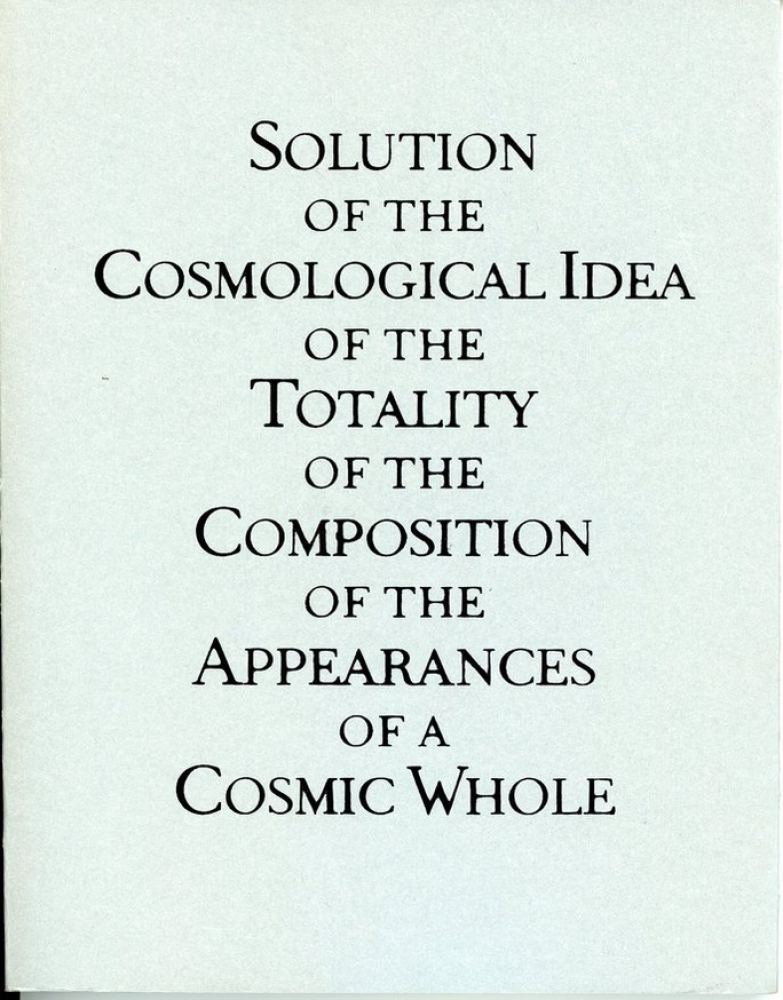 SOLUTION
OF THE
COSMOLOGICAL IDEA
OF THE
TOTALITY
OF THE
COMPOSITION
OF THE
APPEARANCES
OF A
COSMIC WHOLE